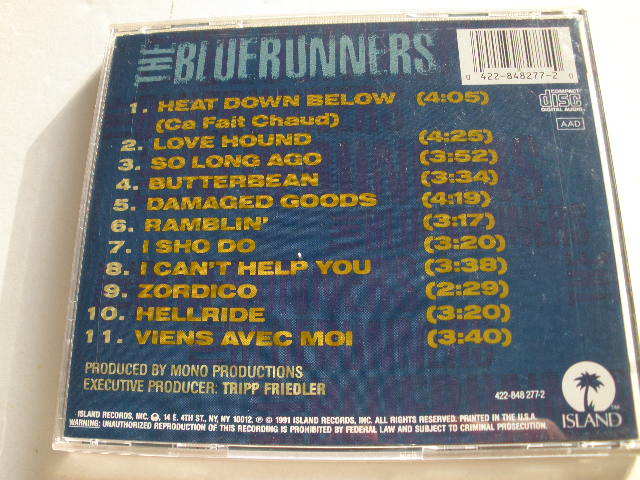 THE BLUERUNNERS
0 422-848277-2 0
COMPACT
disc
DIGITAL AUDIO
AAD
1. HEAT DOWN BELOW (4:05)
(Ca Fait Chaud)
2. LOVE HOUND (4:25)
3. SO LONG AGO (3:52)
4. BUTTERBEAN (3:34)
5. DAMAGED GOODS (4:19)
6. RAMBLIN' (3:17)
7. I SHO DO (3:20)
8. I CAN'T HELP YOU (3:38)
9. ZORDICO (2:29)
10. HELLRIDE (3:20)
11. VIENS AVEC MOI (3:40)
PRODUCED BY MONO PRODUCTIONS
EXECUTIVE PRODUCER: TRIPP FRIEDLER
422-848 277-2
ISLAND
ISLAND RECORDS, INC. 14 E. 4TH ST., NY, NY 10012. ℗ © 1991 ISLAND RECORDS, INC. ALL RIGHTS RESERVED. PRINTED IN THE U.S.A.
WARNING: UNAUTHORIZED REPRODUCTION OF THIS RECORDING IS PROHIBITED BY FEDERAL LAW AND SUBJECT TO CRIMINAL PROSECUTION.